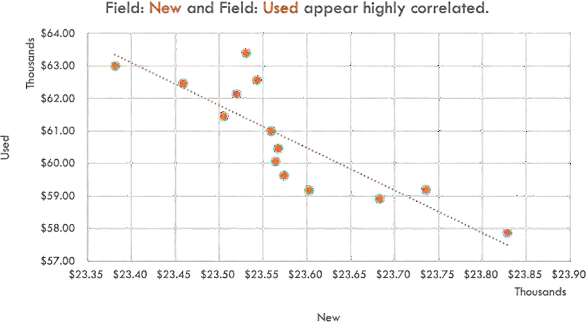 Field: New and Field: Used appear highly correlated.
Thousands
Used
$64.00
$63.00
$62.00
$61.00
$60.00
$59.00
$58.00
$57.00
$23.35 $23.40 $23.45 $23.50 $23.55 $23.60 $23.65 $23.70 $23.75 $23.80 $23.85 $23.90
Thousands
New